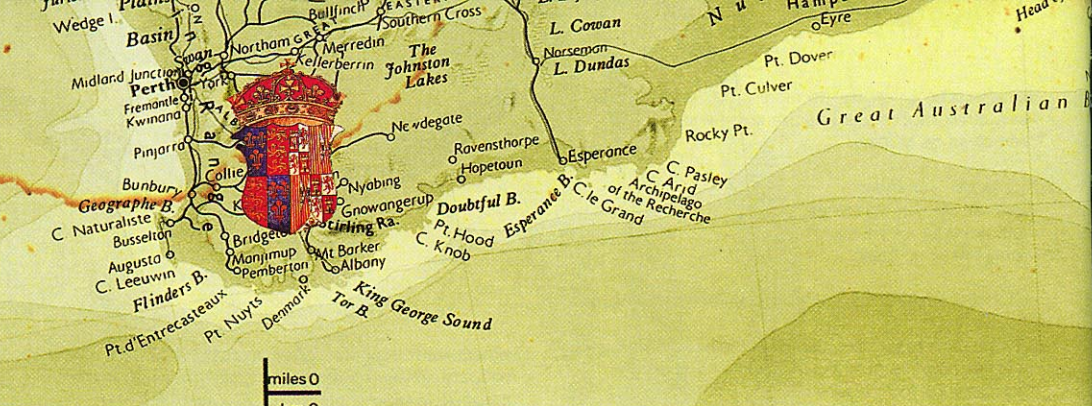 Wedge I.
Plains
Basin
Bullfinch
EASTERN
Southern Cross
GREAT
Northam
Merredin
Kellerberrin
The
Johnston
Lakes
L. Cowan
Norseman
L. Dundas
Eyre
Pt. Dover
Pt. Culver
Great Australian
Midland Junction
Perth
York
Fremantle
Kwinana
Pinjarra
Newdegate
Ravensthorpe
Hopetoun
Esperance
Rocky Pt.
C. Pasley
C. Arid
Archipelago
of the Recherche
C. le Grand
Esperance B.
Bunbury
Collie
Nyabing
Gnowangerup
Geographe B.
C Naturaliste
Busselton
Doubtful B.
Pt. Hood
C. Knob
Stirling Ra.
Mt Barker
Albany
Manjimup
Pemberton
Augusta
C. Leeuwin
Flinders B.
Pt. d'Entrecasteaux
Pt. Nuyts
Denmark
Tor B.
King George Sound
miles 0